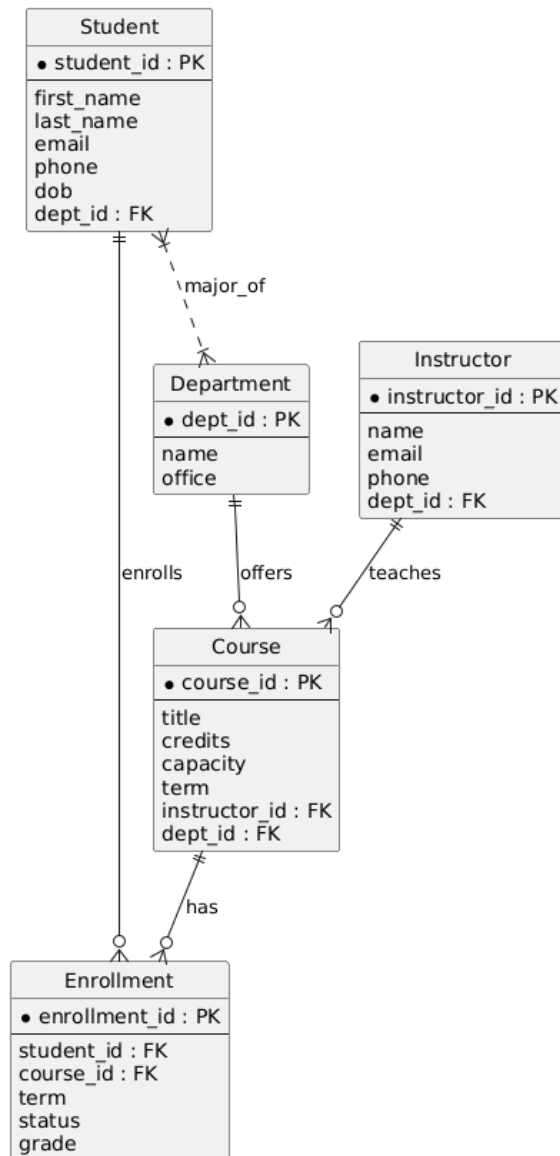 Student
student_id : PK
first_name
last_name
email
phone
dob
dept_id : FK
major_of
Department
dept_id : PK
name
office
Instructor
instructor_id : PK
name
email
phone
dept_id : FK
enrolls
offers
teaches
Course
course_id : PK
title
credits
capacity
term
instructor_id : FK
dept_id : FK
has
Enrollment
enrollment_id : PK
student_id : FK
course_id : FK
term
status
grade